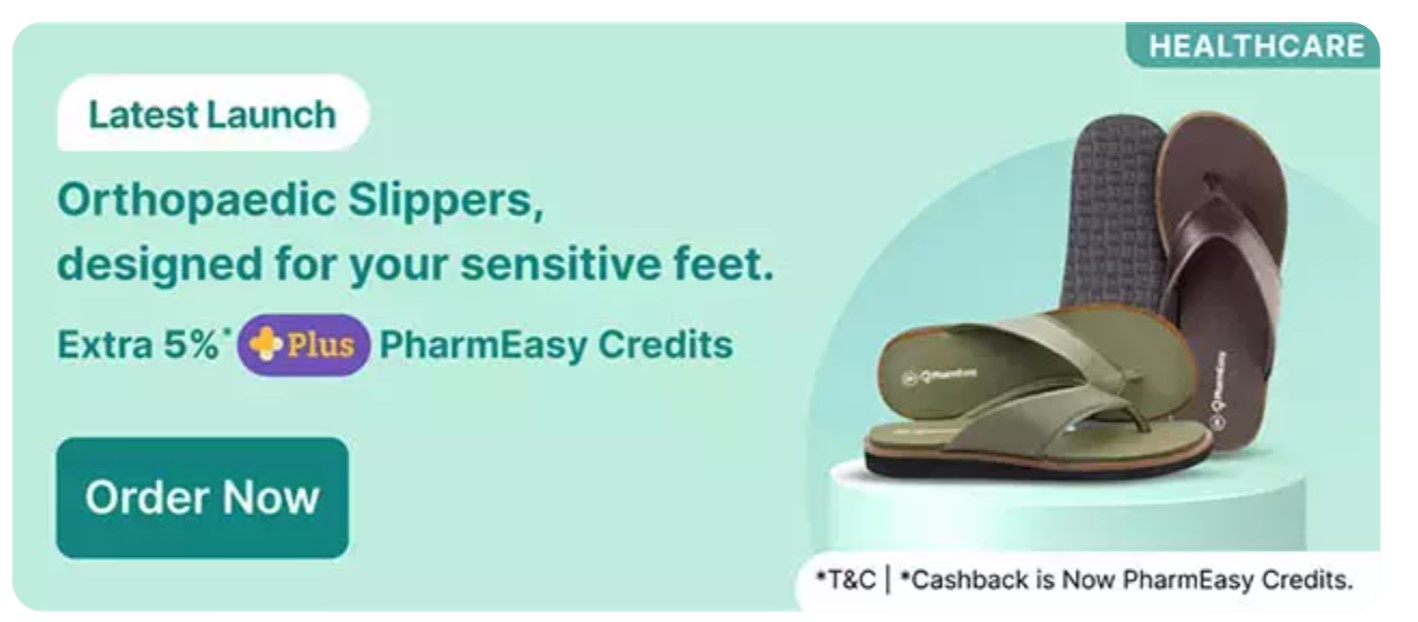 HEALTHCARE
Latest Launch
Orthopaedic Slippers,
designed for your sensitive feet.
Extra 5%* Plus PharmEasy Credits
Order Now
PharmEasy
PharmEasy
*T&C | *Cashback is Now PharmEasy Credits.